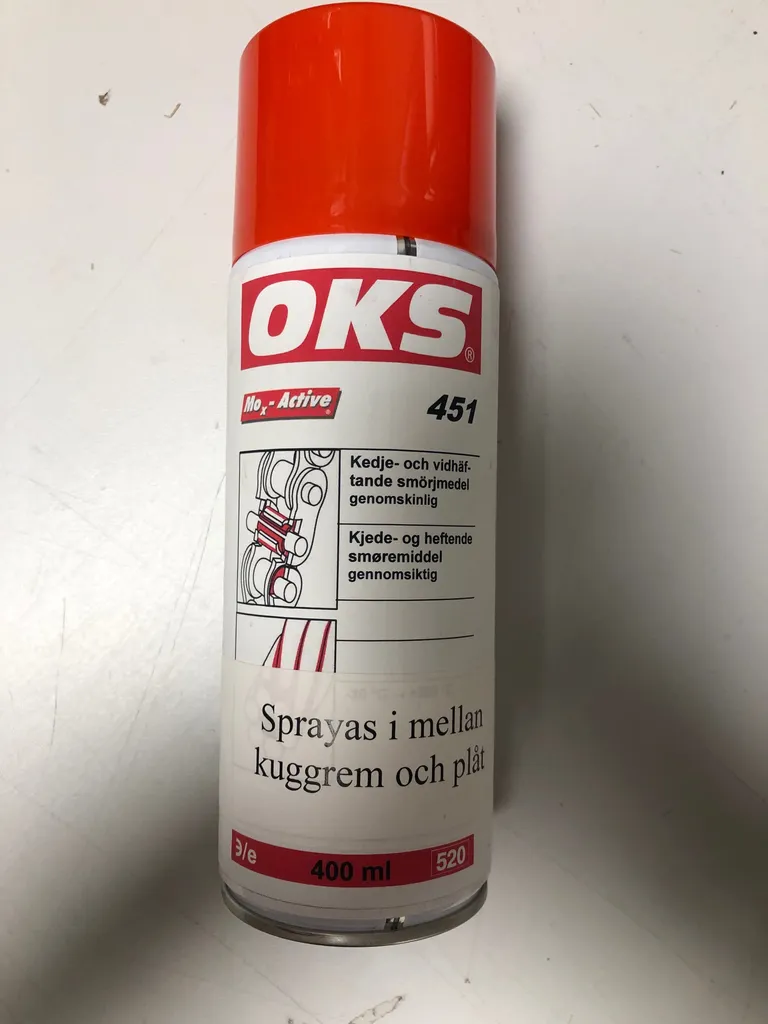 OKS®
Mox-Active®
451
Kedje- och vidhäf-
tande smörjmedel
genomskinlig
Kjede- og heftende
smøremiddel
gennomsiktig
Sprayas i mellan
kuggrem och plåt
϶/e
400 ml
520